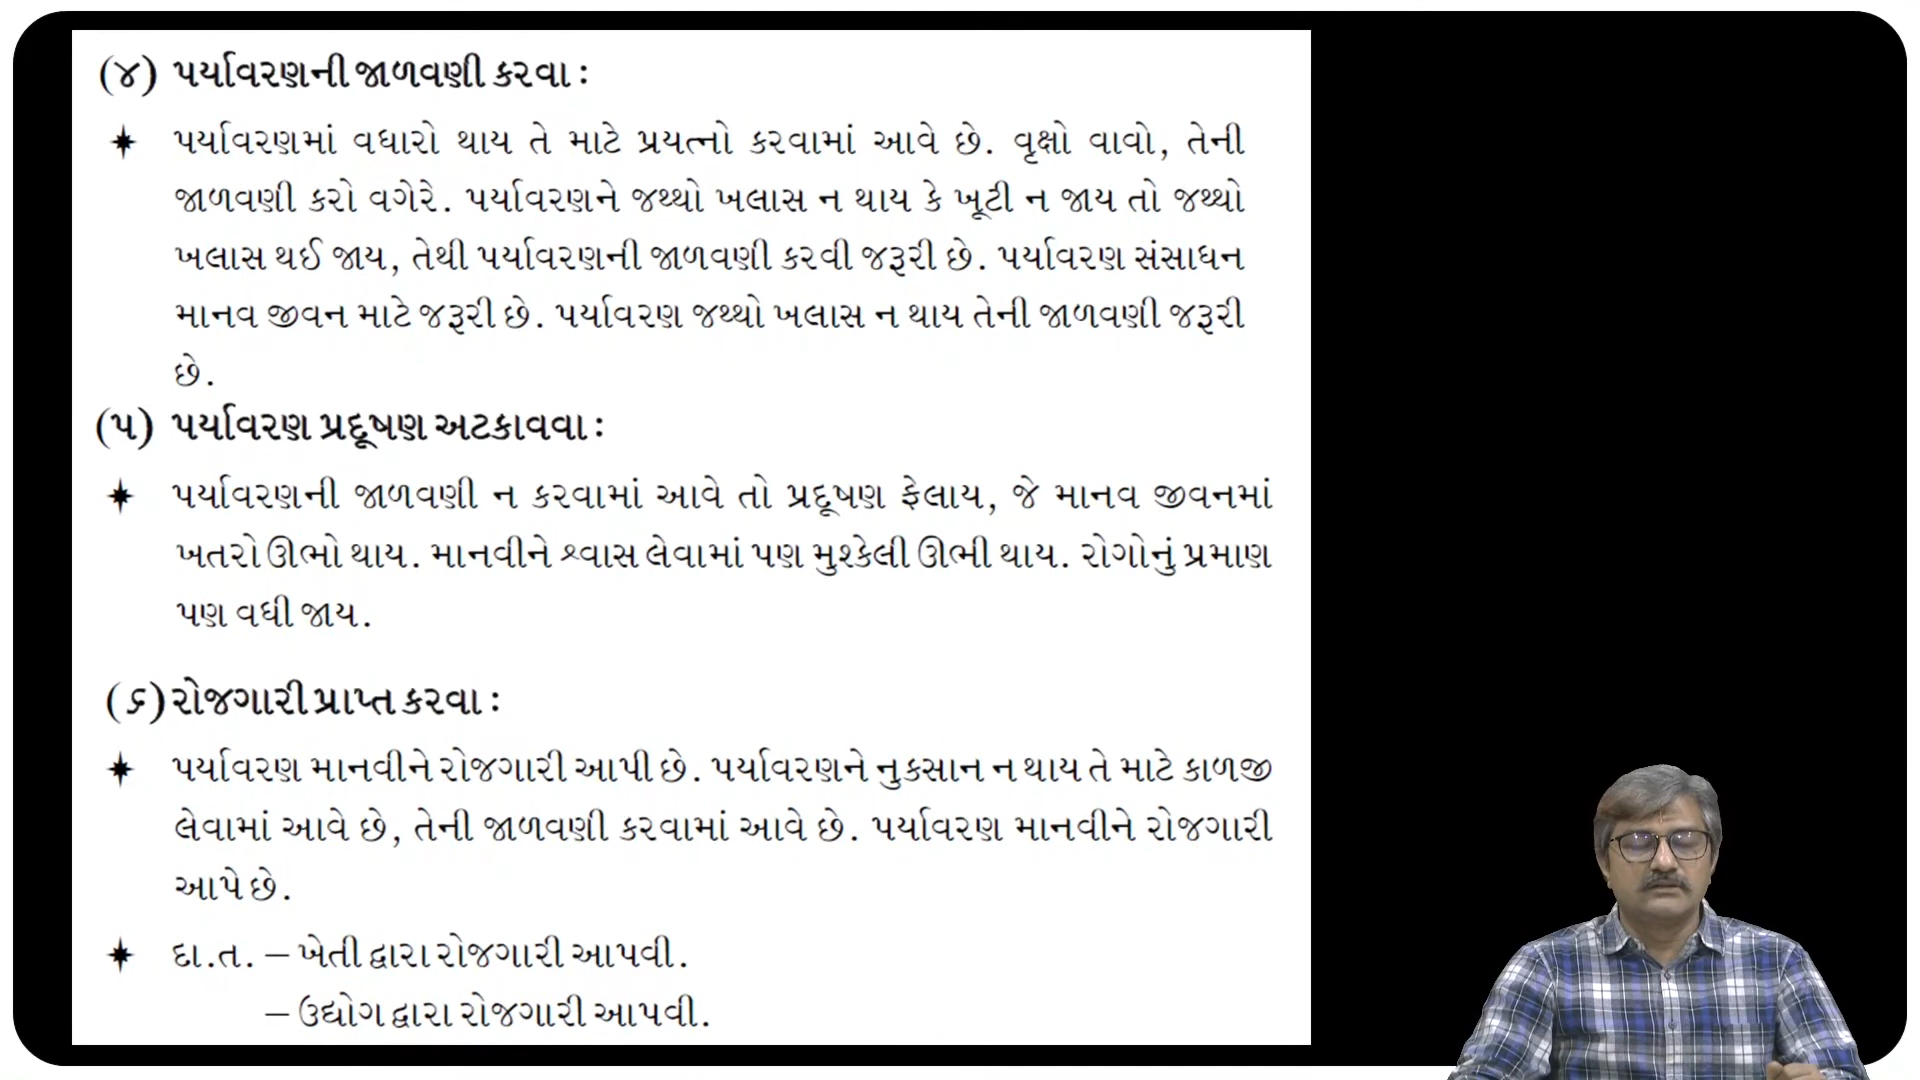 (૪) પર્યાવરણની જાળવણી કરવા :
✦ પર્યાવરણમાં વધારો થાય તે માટે પ્રયત્નો કરવામાં આવે છે. વૃક્ષો વાવો, તેની
જાળવણી કરો વગેરે. પર્યાવરણને જથ્થો ખલાસ ન થાય કે ખૂટી ન જાય તો જથ્થો
ખલાસ થઈ જાય, તેથી પર્યાવરણની જાળવણી કરવી જરૂરી છે. પર્યાવરણ સંસાધન
માનવ જીવન માટે જરૂરી છે. પર્યાવરણ જથ્થો ખલાસ ન થાય તેની જાળવણી જરૂરી
છે.
(૫) પર્યાવરણ પ્રદૂષણ અટકાવવા :
✦ પર્યાવરણની જાળવણી ન કરવામાં આવે તો પ્રદૂષણ ફેલાય, જે માનવ જીવનમાં
ખતરો ઊભો થાય. માનવીને શ્વાસ લેવામાં પણ મુશ્કેલી ઊભી થાય. રોગોનું પ્રમાણ
પણ વધી જાય.
(૬) રોજગારી પ્રાપ્ત કરવા :
✦ પર્યાવરણ માનવીને રોજગારી આપી છે. પર્યાવરણને નુકસાન ન થાય તે માટે કાળજી
લેવામાં આવે છે, તેની જાળવણી કરવામાં આવે છે. પર્યાવરણ માનવીને રોજગારી
આપે છે.
✦ દા.ત. – ખેતી દ્વારા રોજગારી આપવી.
– ઉદ્યોગ દ્વારા રોજગારી આપવી.